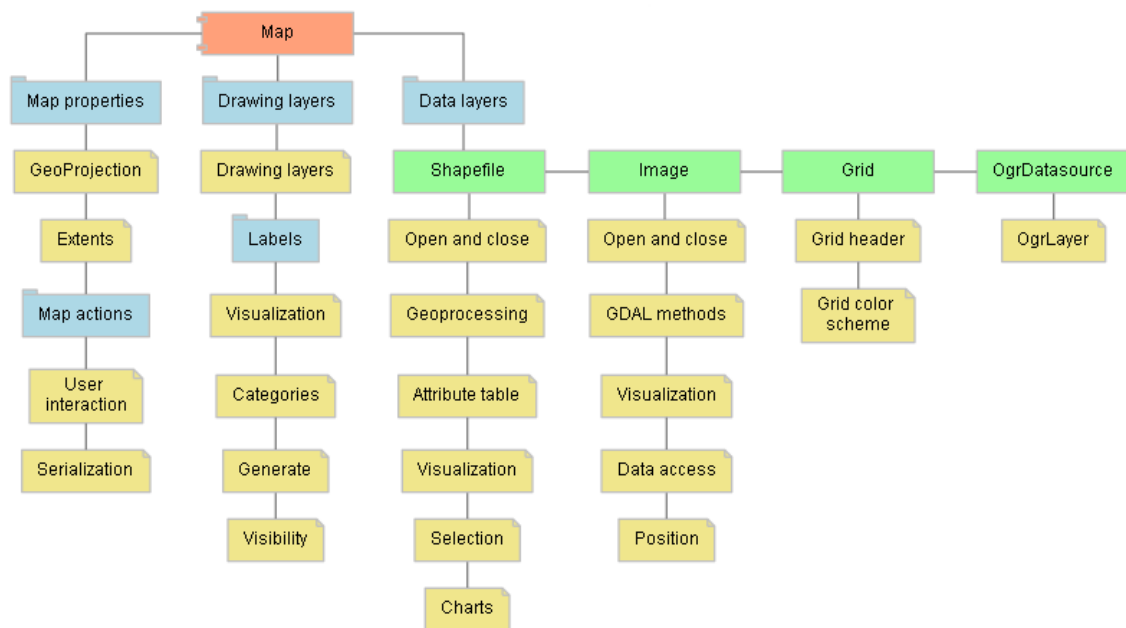 Map
Map properties
Drawing layers
Data layers
GeoProjection
Drawing layers
Shapefile
Image
Grid
OgrDatasource
Extents
Labels
Open and close
Open and close
Grid header
OgrLayer
Map actions
Visualization
Geoprocessing
GDAL methods
Grid color
scheme
User
interaction
Categories
Attribute table
Visualization
Serialization
Generate
Visualization
Data access
Visibility
Selection
Position
Charts